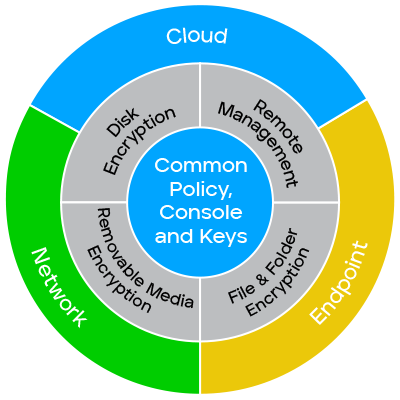 Cloud
Disk
Encryption
Remote
Management
Common
Policy,
Console
and Keys
Removable Media
Encryption
File & Folder
Encryption
Network
Endpoint